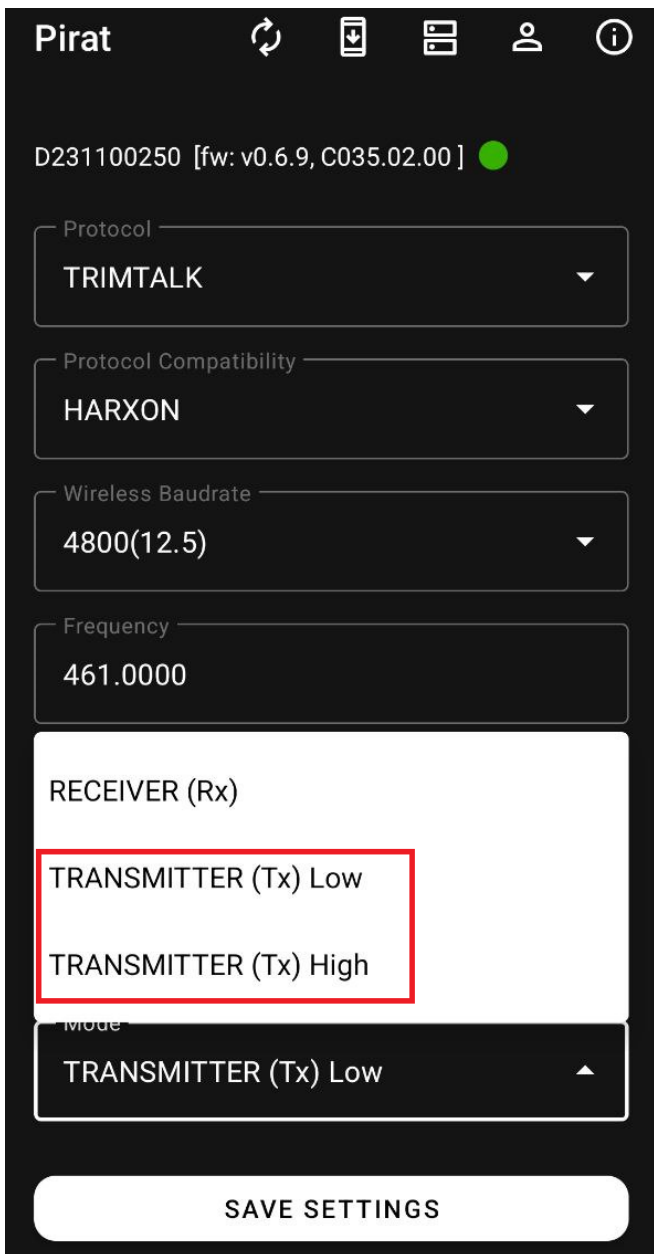 Pirat
D231100250 [fw: v0.6.9, C035.02.00 ]
Protocol
TRIMTALK
Protocol Compatibility
HARXON
Wireless Baudrate
4800(12.5)
Frequency
461.0000
RECEIVER (Rx)
TRANSMITTER (Tx) Low
TRANSMITTER (Tx) High
Mode
TRANSMITTER (Tx) Low
SAVE SETTINGS